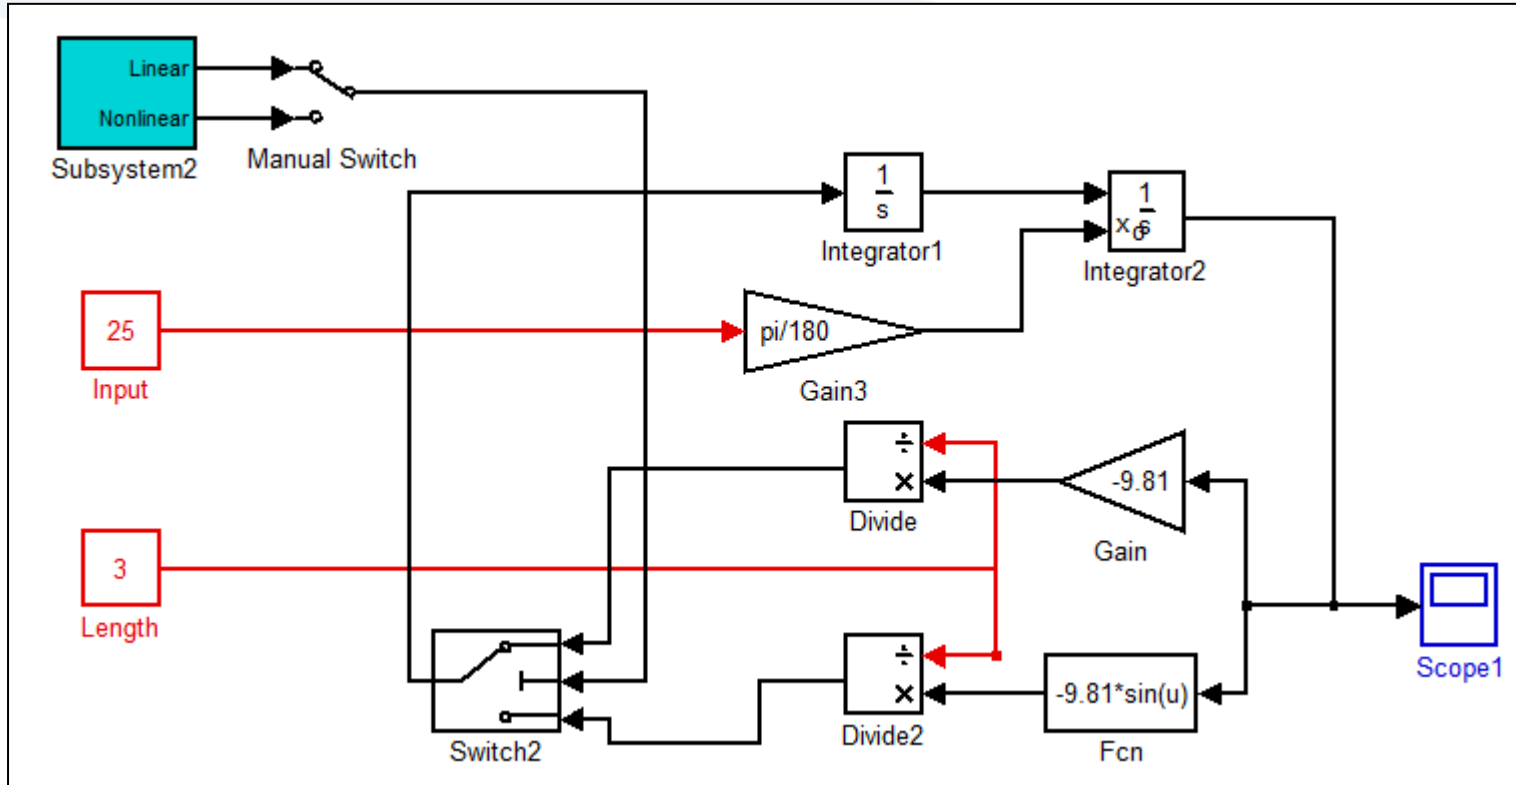 Linear
Nonlinear
Subsystem2
Manual Switch
1
s
Integrator1
1
xo s
Integrator2
25
Input
pi/180
Gain3
÷
×
Divide
-9.81
Gain
3
Length
Switch2
÷
×
Divide2
-9.81*sin(u)
Fcn
Scope1